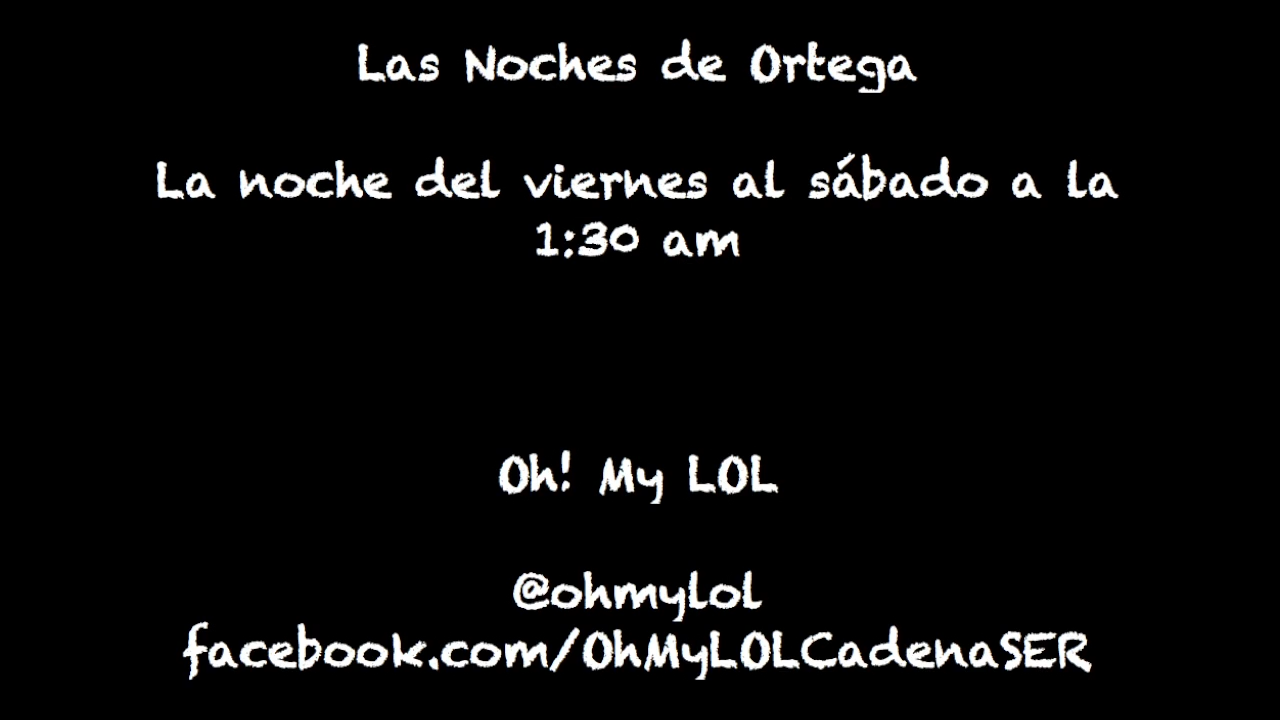 Las Noches de Ortega
La noche del viernes al sábado a la
1:30 am
Oh! My LOL
@ohmylol
facebook.com/OhMyLOLCadenaSER